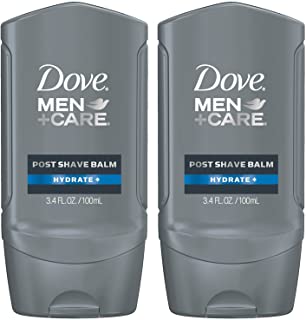 Dove
MEN
+CARE
POST SHAVE BALM
HYDRATE +
3.4 FL.OZ. / 100mL
Dove
MEN
+CARE
POST SHAVE BALM
HYDRATE +
3.4 FL.OZ. / 100mL